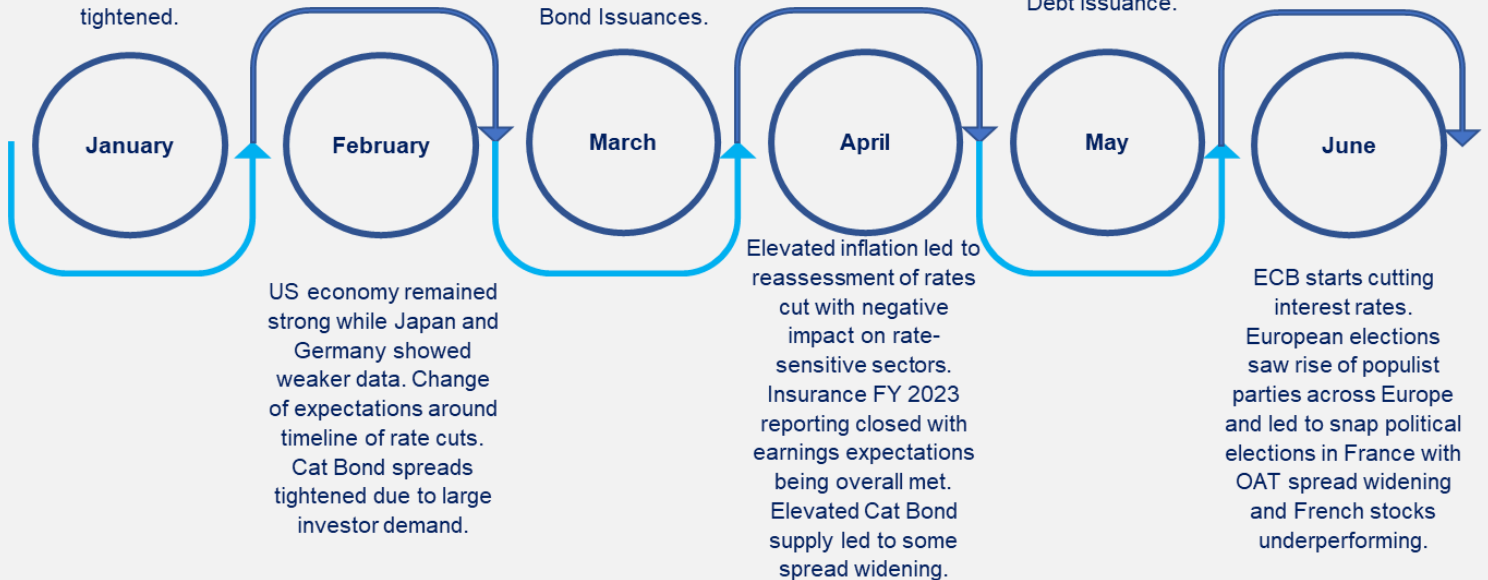 tightened.
Bond Issuances.
Debt issuance.
January
February
March
April
May
June
US economy remained
strong while Japan and
Germany showed
weaker data. Change
of expectations around
timeline of rate cuts.
Cat Bond spreads
tightened due to large
investor demand.
Elevated inflation led to
reassessment of rates
cut with negative
impact on rate-
sensitive sectors.
Insurance FY 2023
reporting closed with
earnings expectations
being overall met.
Elevated Cat Bond
supply led to some
spread widening.
ECB starts cutting
interest rates.
European elections
saw rise of populist
parties across Europe
and led to snap political
elections in France with
OAT spread widening
and French stocks
underperforming.